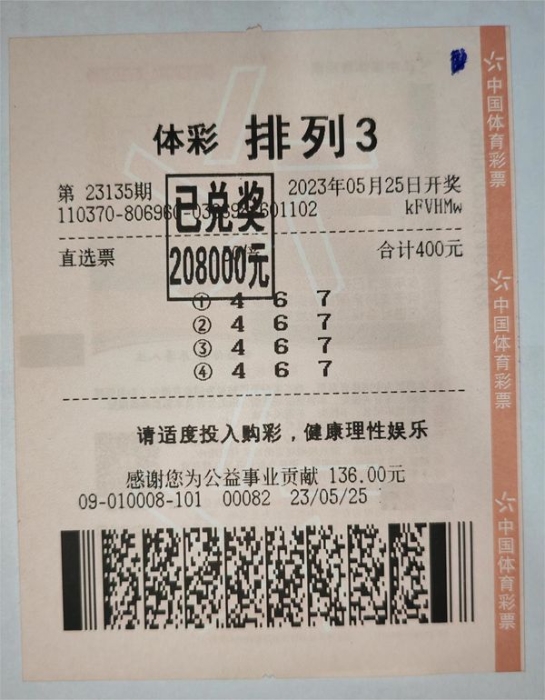 体彩 排列3
第 23135期 2023年05月25日开奖
110370-806960 601102 kFVHMw
已兑奖
208000元
直选票 合计400元
① 4 6 7
② 4 6 7
③ 4 6 7
④ 4 6 7
请适度投入购彩，健康理性娱乐
感谢您为公益事业贡献 136.00元
09-010008-101 00082 23/05/25
中国体育彩票
中国体育彩票
中国体育彩票